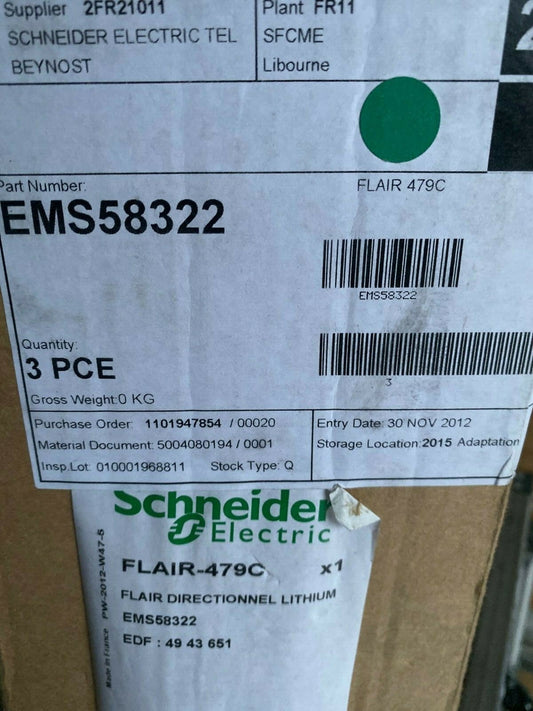 Supplier 2FR21011
SCHNEIDER ELECTRIC TEL
BEYNOST
Plant FR11
SFCME
Libourne
Part Number:
EMS58322
FLAIR 479C
EMS58322
Quantity:
3 PCE
3
Gross Weight:0 KG
Purchase Order: 1101947854 / 00020
Material Document: 5004080194 / 0001
Insp.Lot: 010001968811 Stock Type: Q
Entry Date: 30 NOV 2012
Storage Location:2015 Adaptation
Schneider
Electric
FLAIR-479C x1
FLAIR DIRECTIONNEL LITHIUM
EMS58322
EDF : 49 43 651
Made in France PW-2012-W47-5